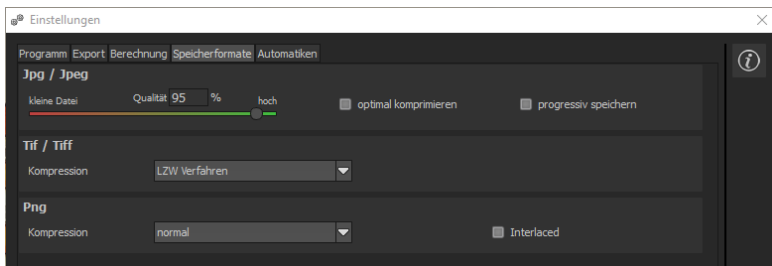 Einstellungen
Programm Export Berechnung Speicherformate Automatiken
Jpg / Jpeg
kleine Datei Qualität 95 % hoch optimal komprimieren progressiv speichern
Tif / Tiff
Kompression LZW Verfahren
Png
Kompression normal Interlaced